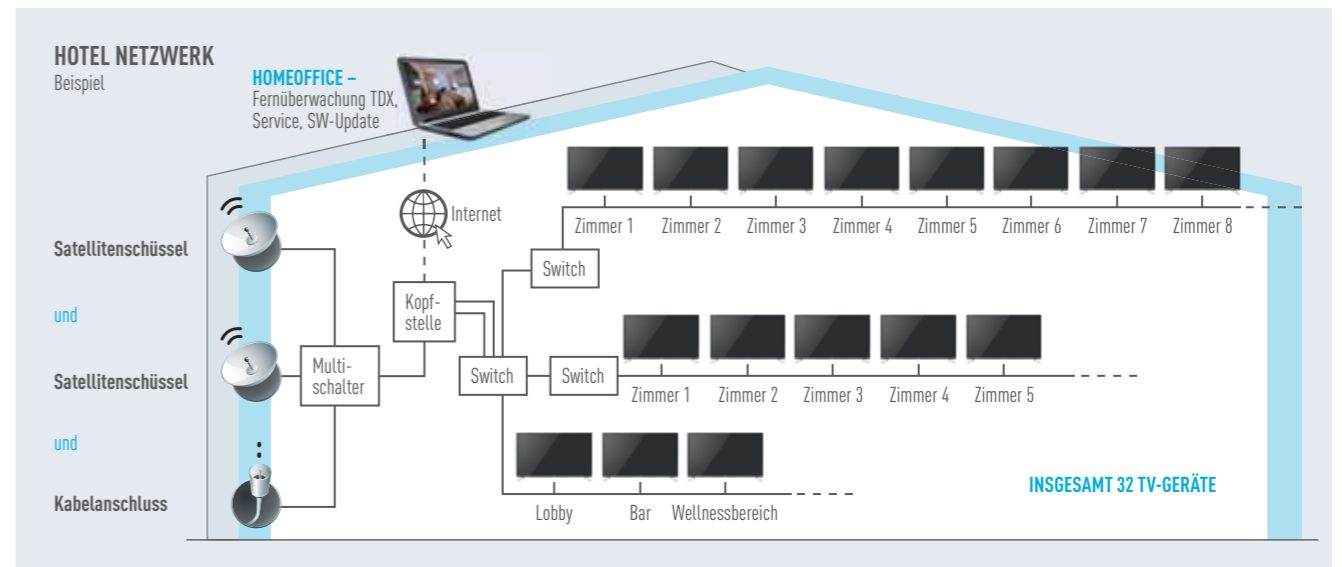 HOTEL NETZWERK
Beispiel
HOMEOFFICE –
Fernüberwachung TDX,
Service, SW-Update
Internet
Zimmer 1 Zimmer 2 Zimmer 3 Zimmer 4 Zimmer 5 Zimmer 6 Zimmer 7 Zimmer 8
Satellitenschüssel
Switch
und
Kopf-
stelle
Satellitenschüssel
Multi-
schalter
Switch
Switch
Zimmer 1 Zimmer 2 Zimmer 3 Zimmer 4 Zimmer 5
und
Kabelanschluss
Lobby Bar Wellnessbereich
INSGESAMT 32 TV-GERÄTE